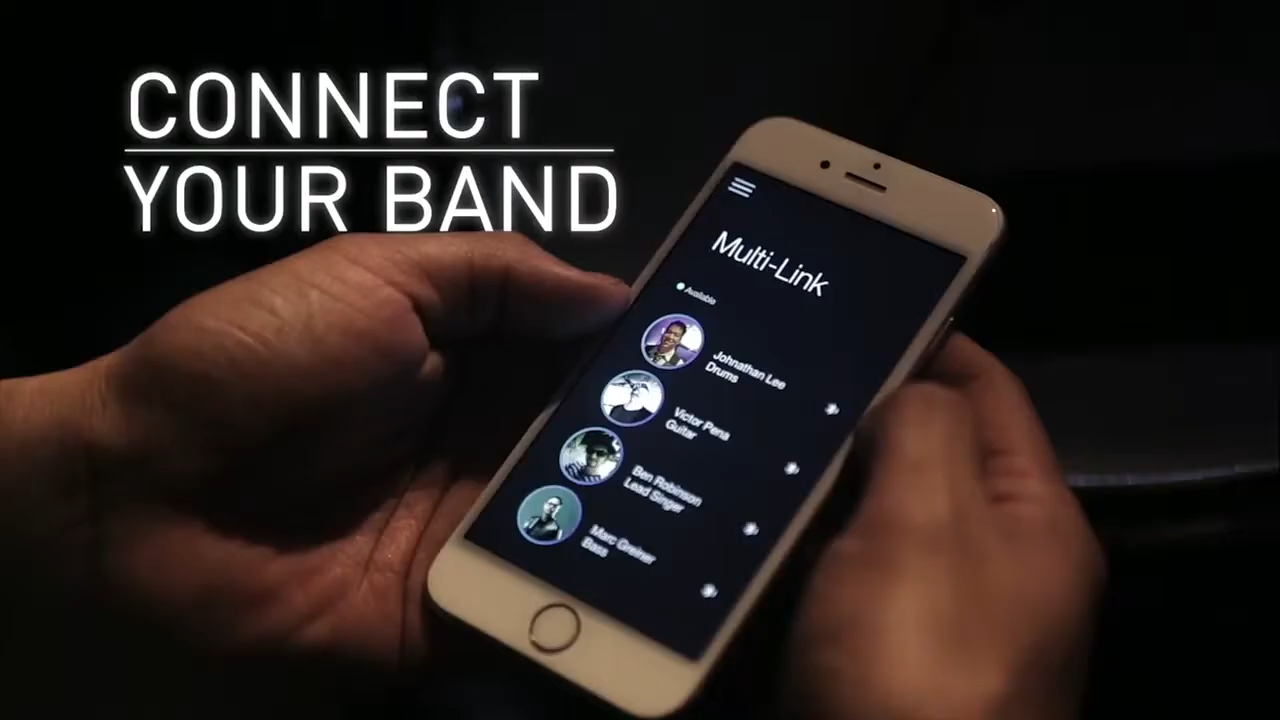 CONNECT
YOUR BAND
Multi-Link
Available
Johnathan Lee
Drums
Victor Pena
Guitar
Ben Robinson
Lead Singer
Marc Greiner
Bass